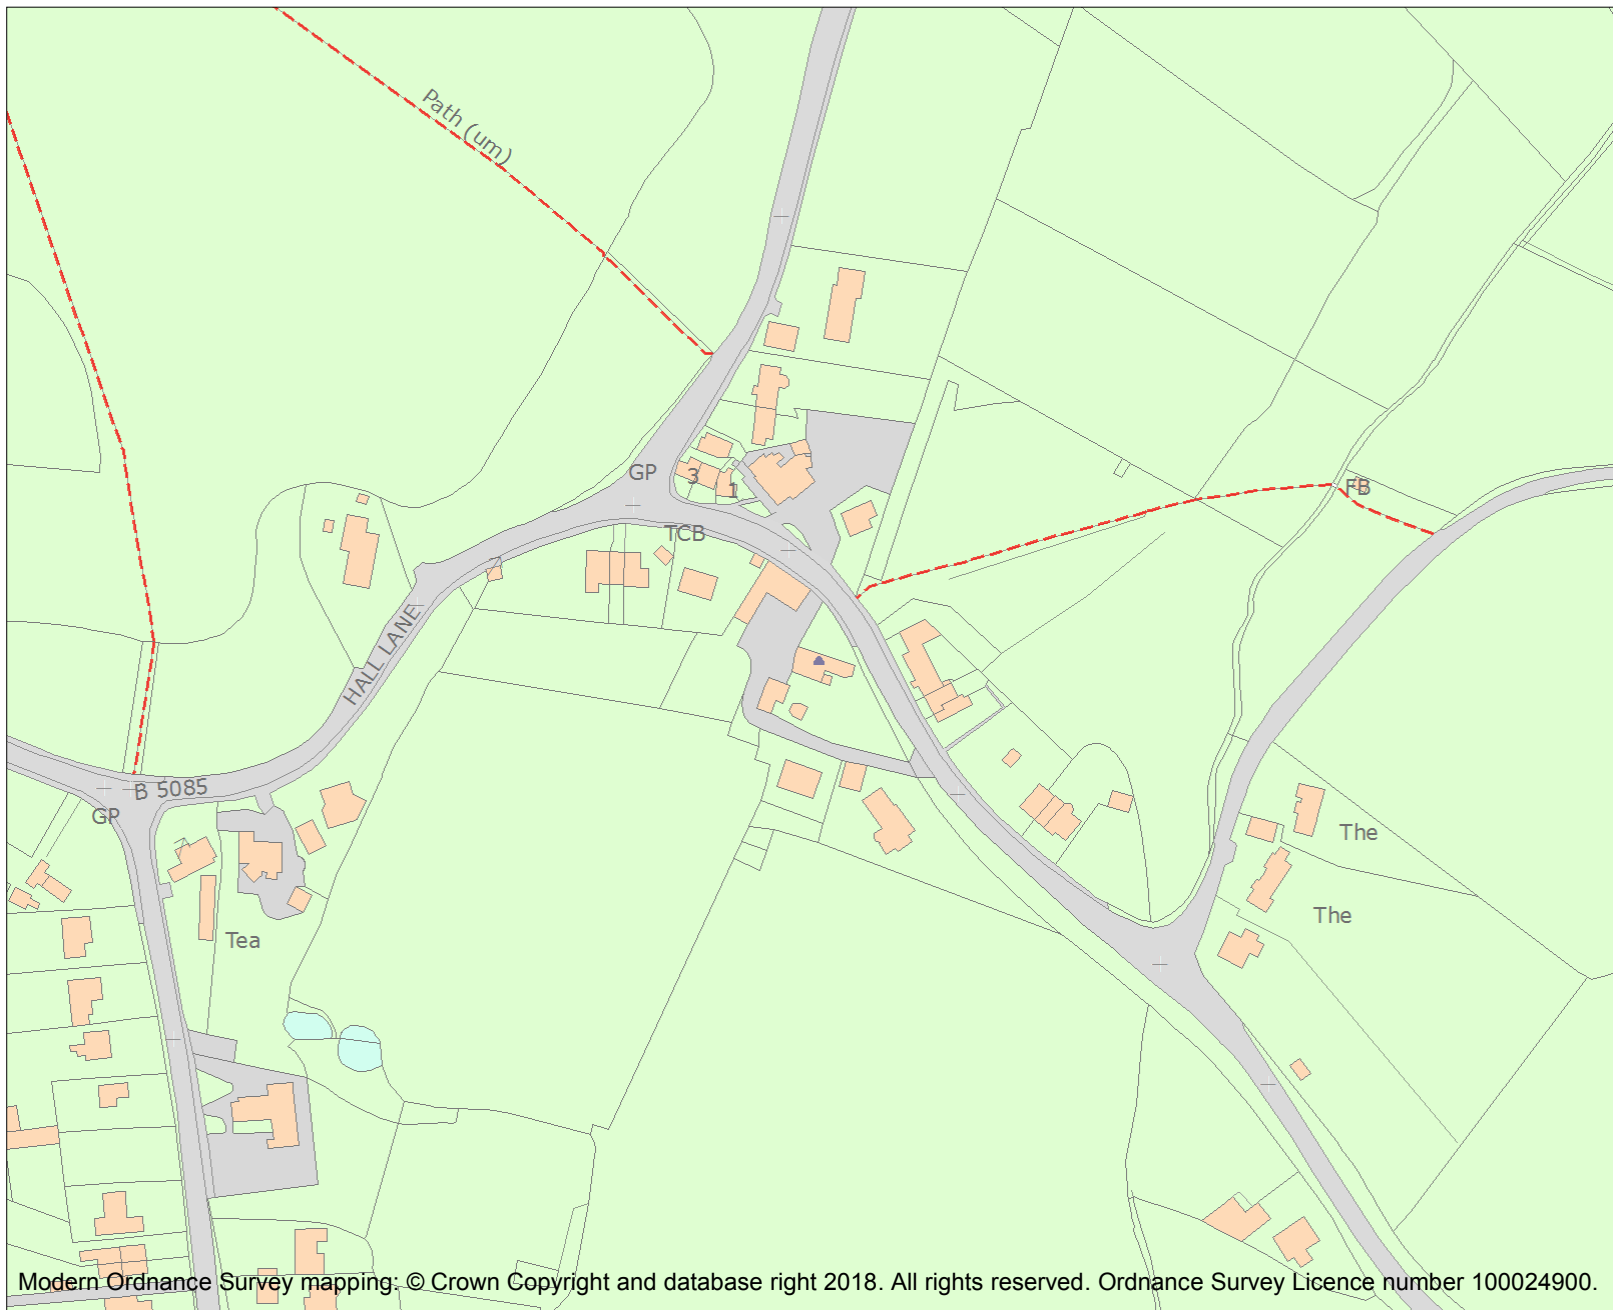 Path (um)
GP
3
1
FB
TCB
HALL LANE
B 5085
GP
The
The
Tea
Modern Ordnance Survey mapping: © Crown Copyright and database right 2018. All rights reserved. Ordnance Survey Licence number 100024900.